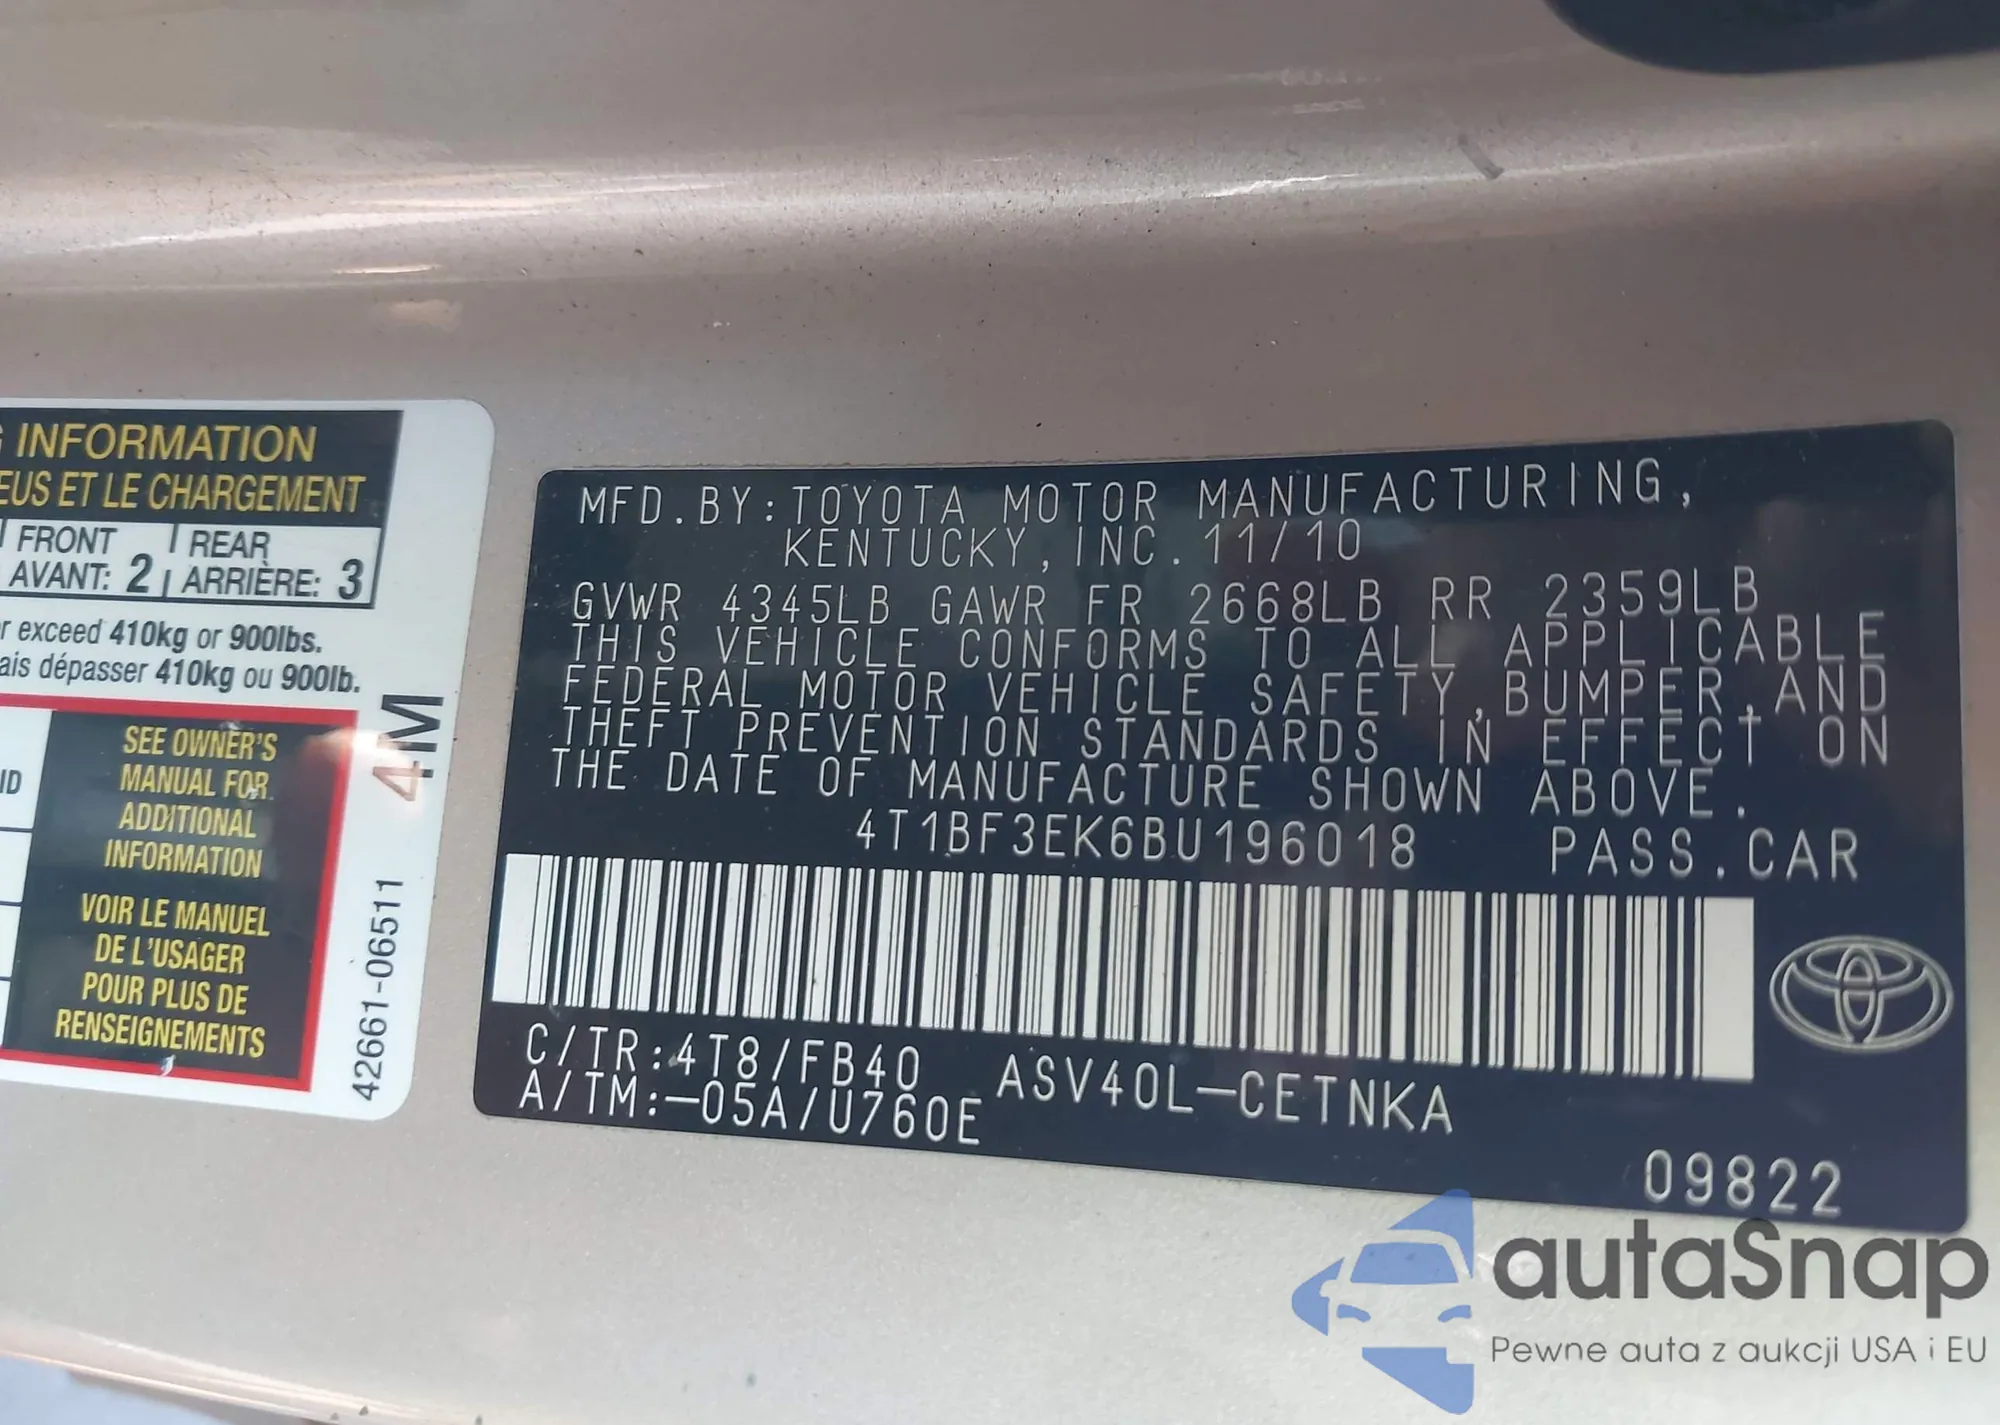 INFORMATION
EUS ET LE CHARGEMENT
FRONT REAR
AVANT: 2 ARRIÈRE: 3
r exceed 410kg or 900lbs.
ais dépasser 410kg ou 900lb.
ID
SEE OWNER'S
MANUAL FOR
ADDITIONAL
INFORMATION
VOIR LE MANUEL
DE L'USAGER
POUR PLUS DE
RENSEIGNEMENTS
4M
42661-06511
MFD. BY: TOYOTA MOTOR MANUFACTURING,
KENTUCKY, INC. 11/10
GVWR 4345LB GAWR FR 2668LB RR 2359LB
THIS VEHICLE CONFORMS TO ALL APPLICABLE
FEDERAL MOTOR VEHICLE SAFETY, BUMPER, AND
THEFT PREVENTION STANDARDS IN EFFECT ON
THE DATE OF MANUFACTURE SHOWN ABOVE.
4T1BF3EK6BU196018 PASS. CAR
C/TR: 4T8/FB40 ASV40L-CETNKA
A/TM: -05A/U760E
09822
autaSnap
Pewne auta z aukcji USA i EU